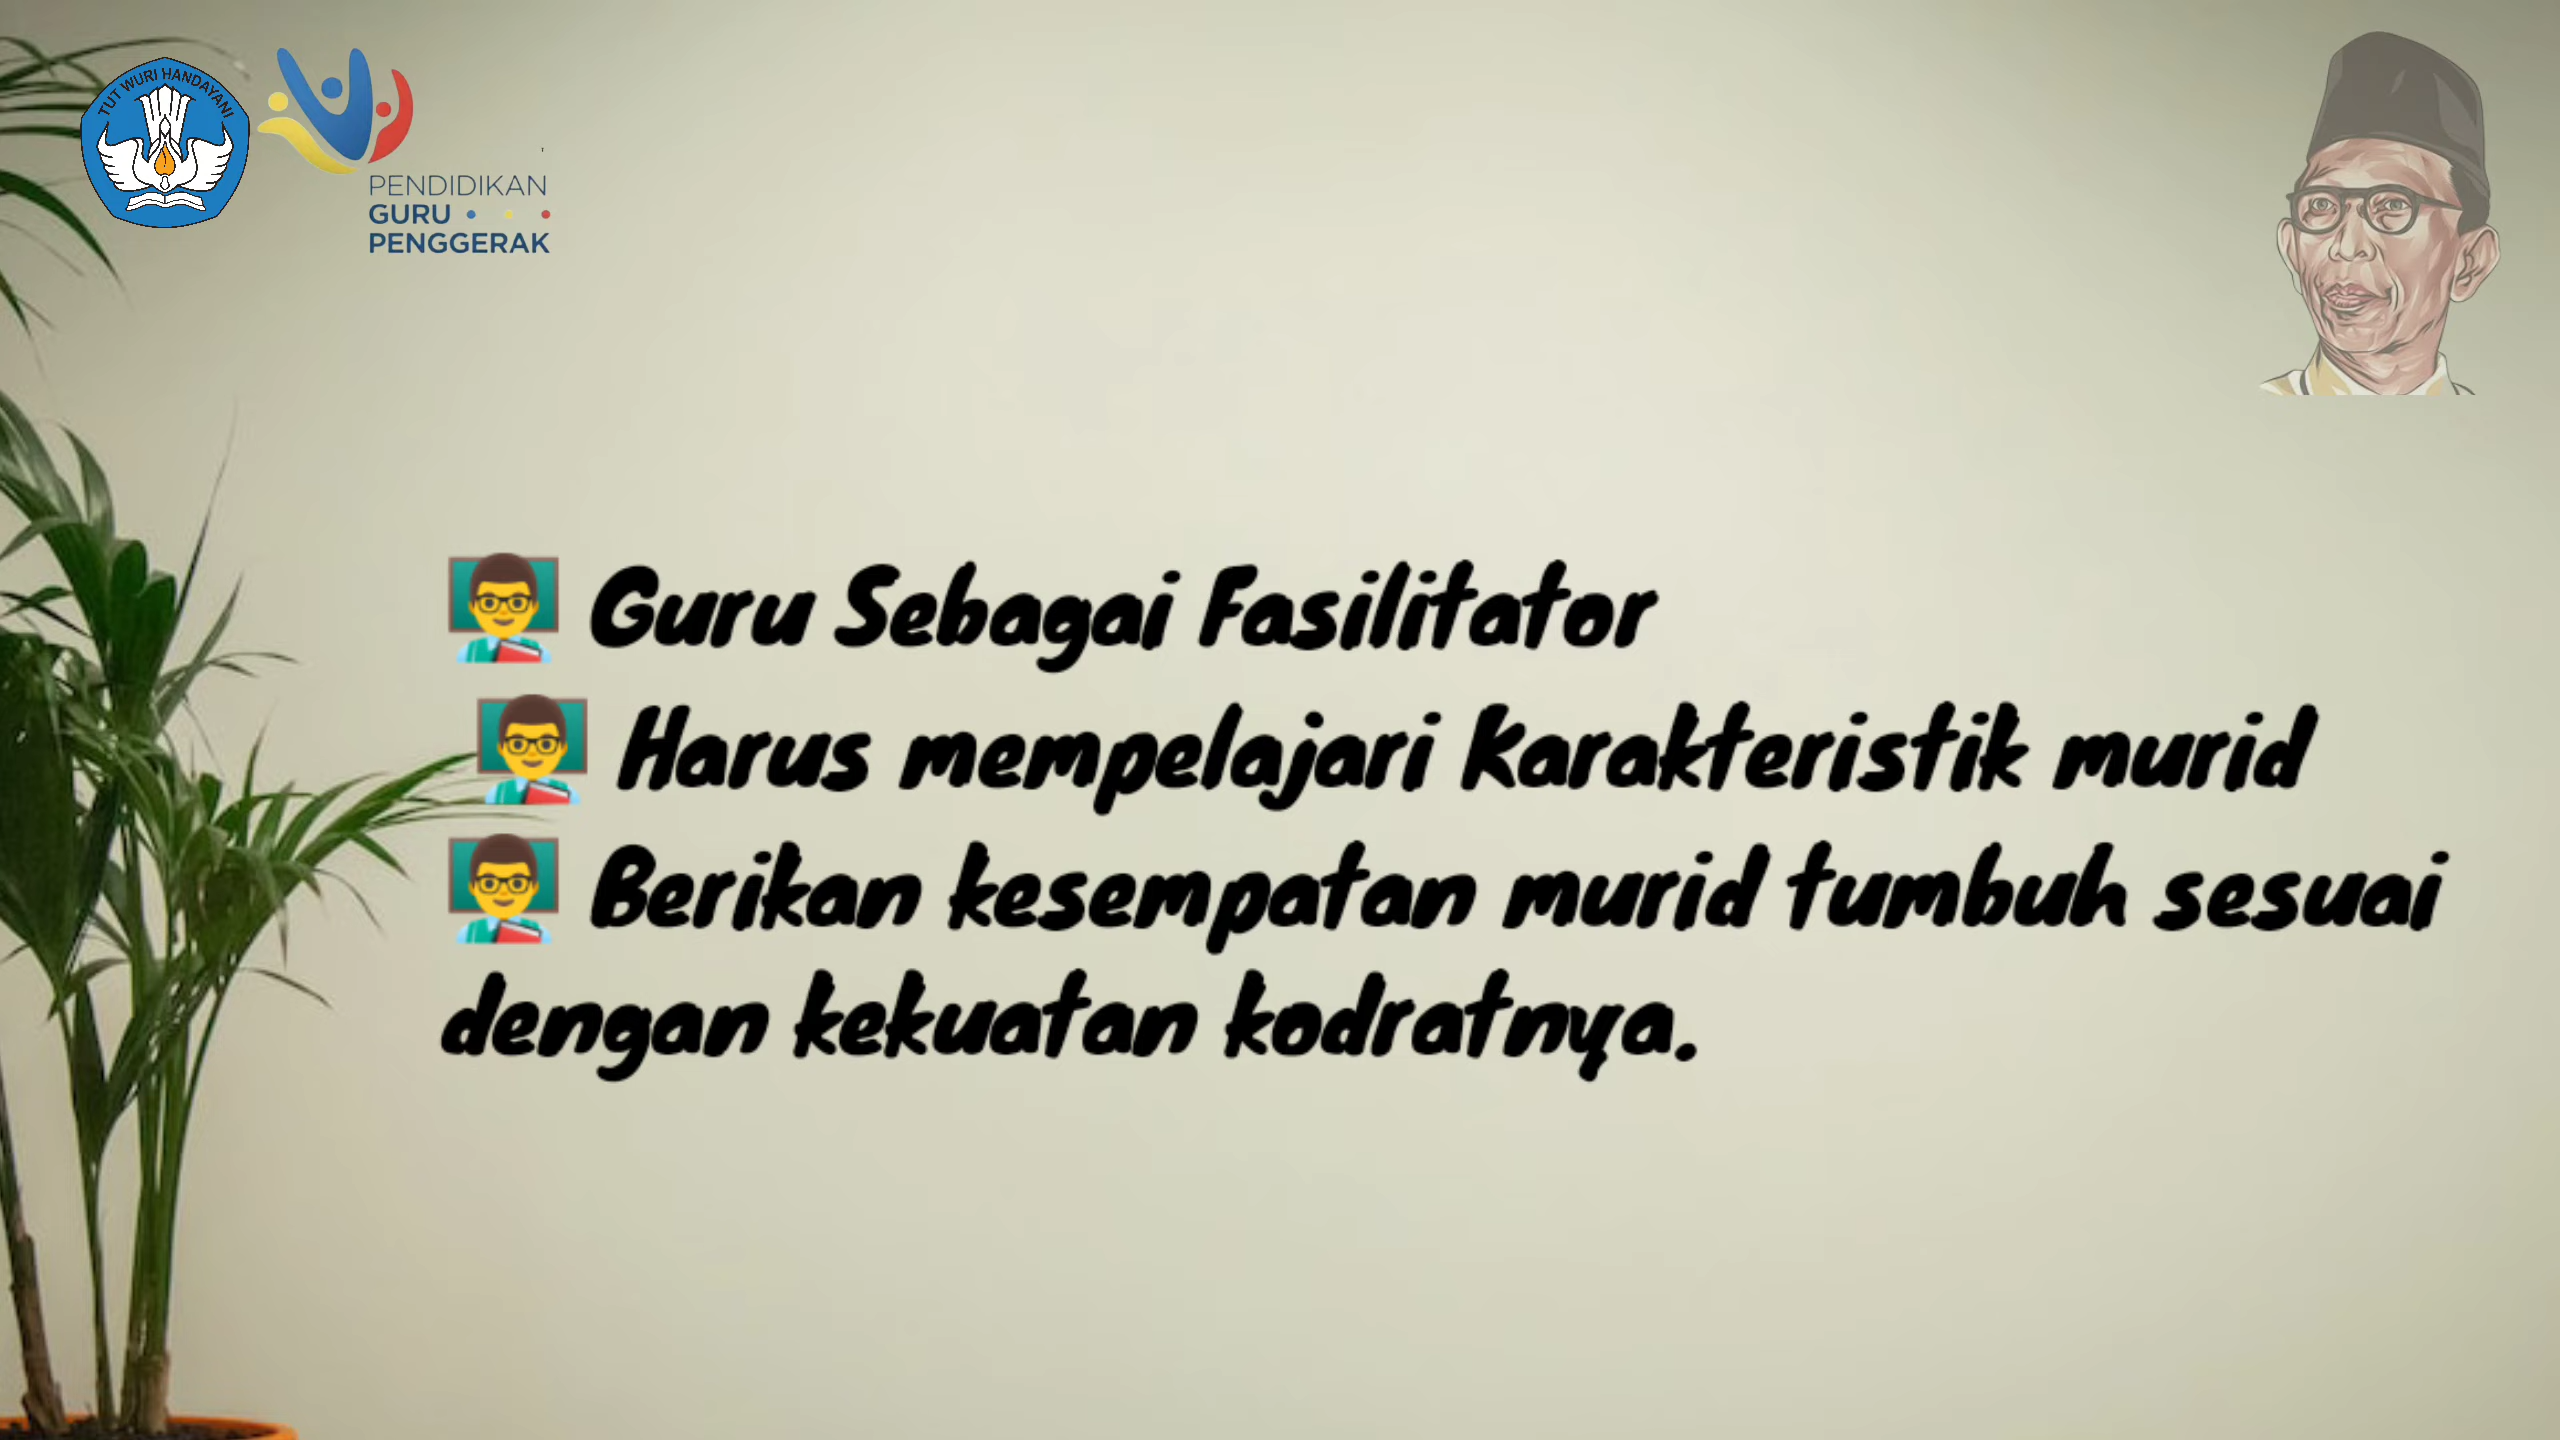 TUT WURI HANDAYANI
PENDIDIKAN
GURU
PENGGERAK
Guru Sebagai Fasilitator
Harus mempelajari Karakteristik murid
Berikan kesempatan murid tumbuh sesuai
dengan kekuatan kodratnya.